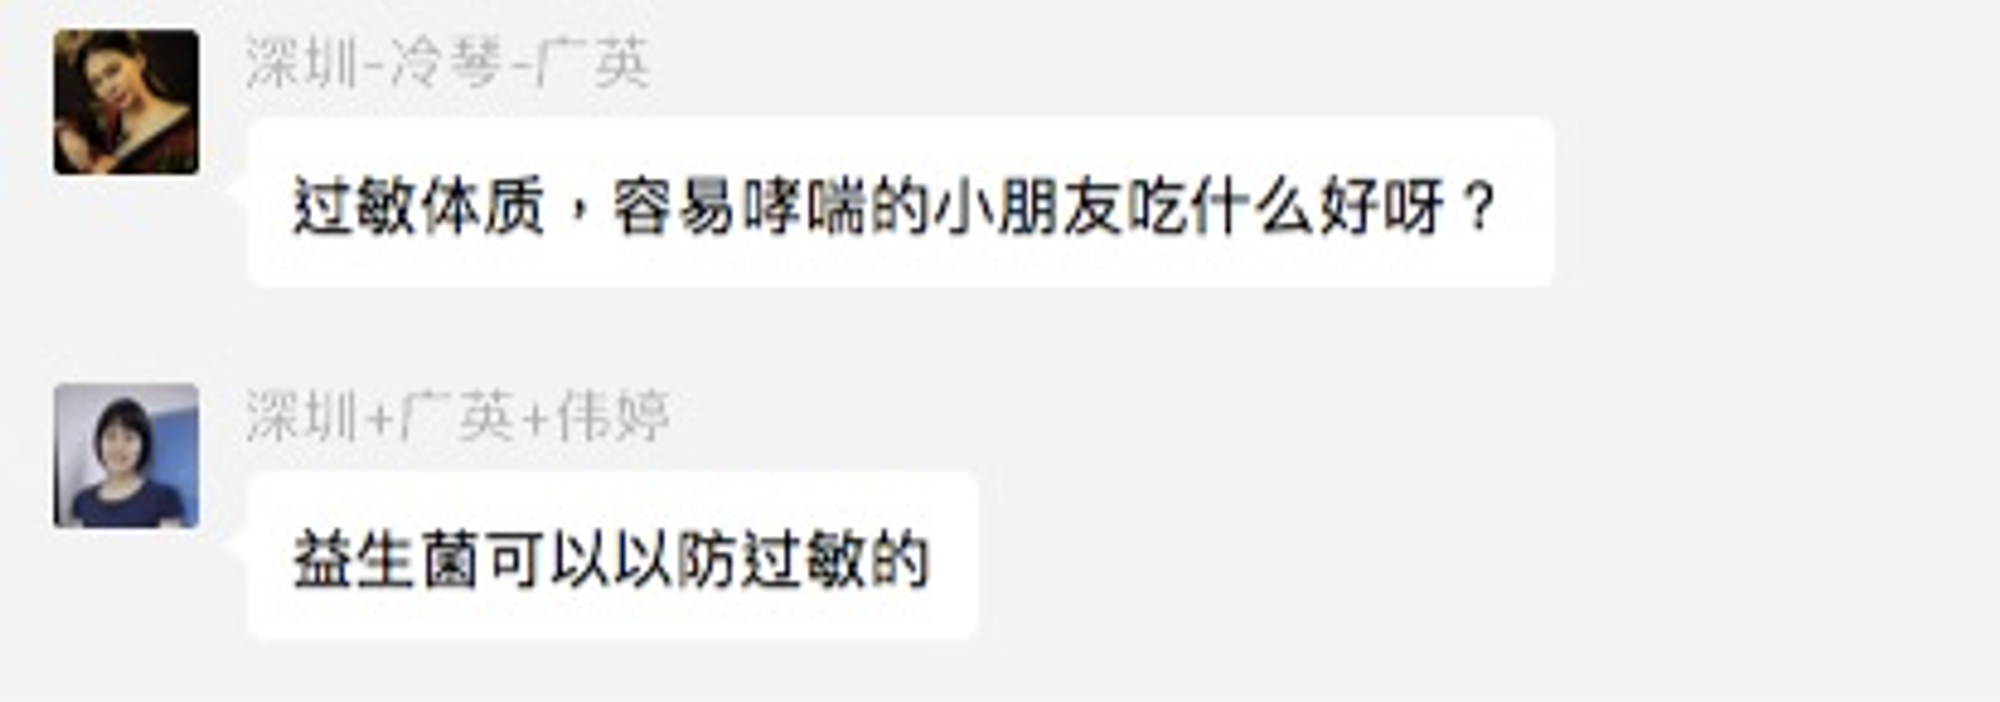 深圳-冷琴-广英
过敏体质，容易哮喘的小朋友吃什么好呀？
深圳+广英+伟婷
益生菌可以以防过敏的